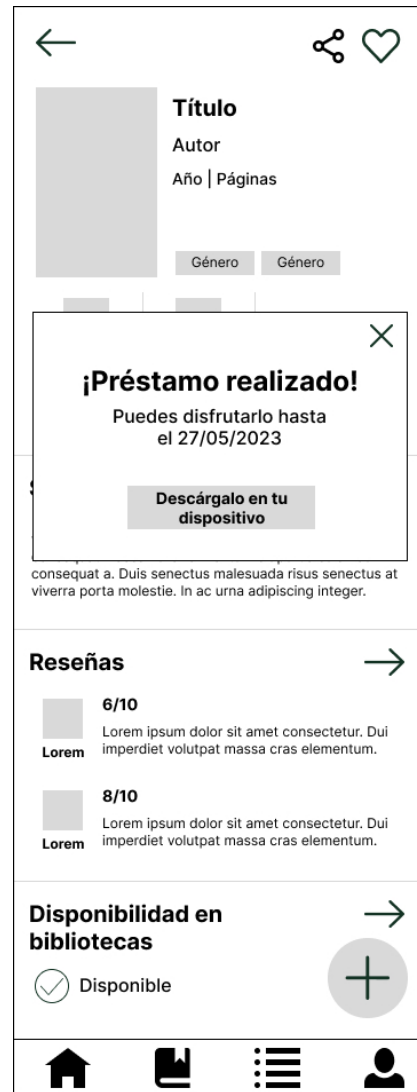 Título
Autor
Año | Páginas
Género Género
¡Préstamo realizado!
Puedes disfrutarlo hasta
el 27/05/2023
Descárgalo en tu
dispositivo
consequat a. Duis senectus malesuada risus senectus at
viverra porta molestie. In ac urna adipiscing integer.
Reseñas
6/10
Lorem ipsum dolor sit amet consectetur. Dui
imperdiet volutpat massa cras elementum.
Lorem
8/10
Lorem ipsum dolor sit amet consectetur. Dui
imperdiet volutpat massa cras elementum.
Lorem
Disponibilidad en
bibliotecas
Disponible